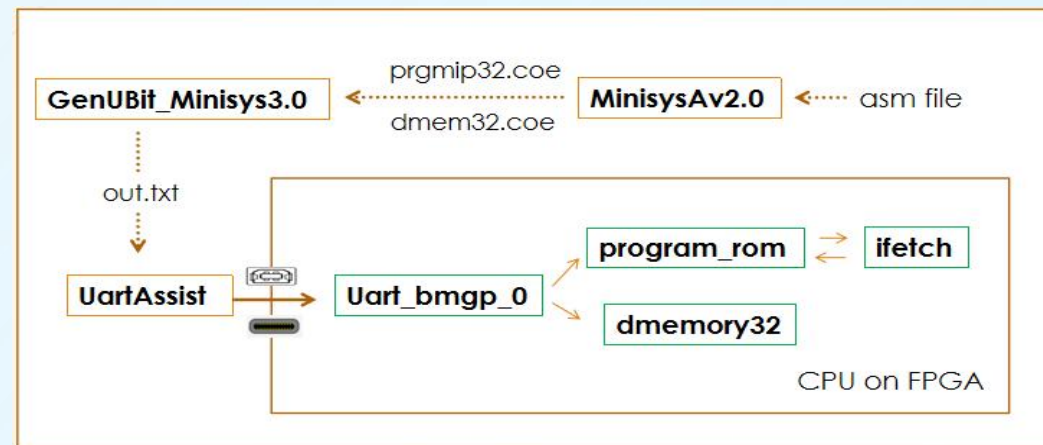 prgmip32.coe
GenUBit_Minisys3.0
MinisysAv2.0
asm file
dmem32.coe
out.txt
program_rom
ifetch
UartAssist
Uart_bmgp_0
dmemory32
CPU on FPGA